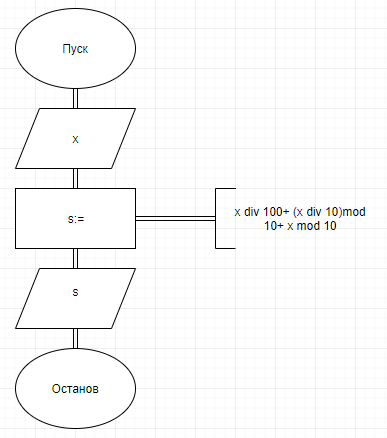 Пуск
x
s:=
x div 100+ (x div 10)mod
10+ x mod 10
s
Останов